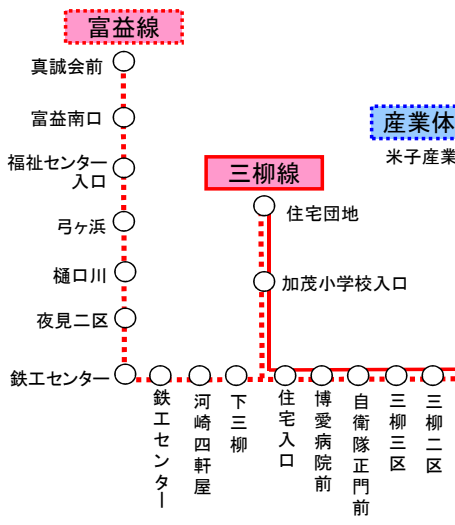 富益線
真誠会前
富益南口
福祉センター
入口
弓ヶ浜
樋口川
夜見二区
鉄工センター
産業体
米子産業
三柳線
住宅団地
加茂小学校入口
鉄工センター
河崎四軒屋
下三柳
住宅入口
博愛病院前
自衛隊正門前
三柳三区
三柳二区